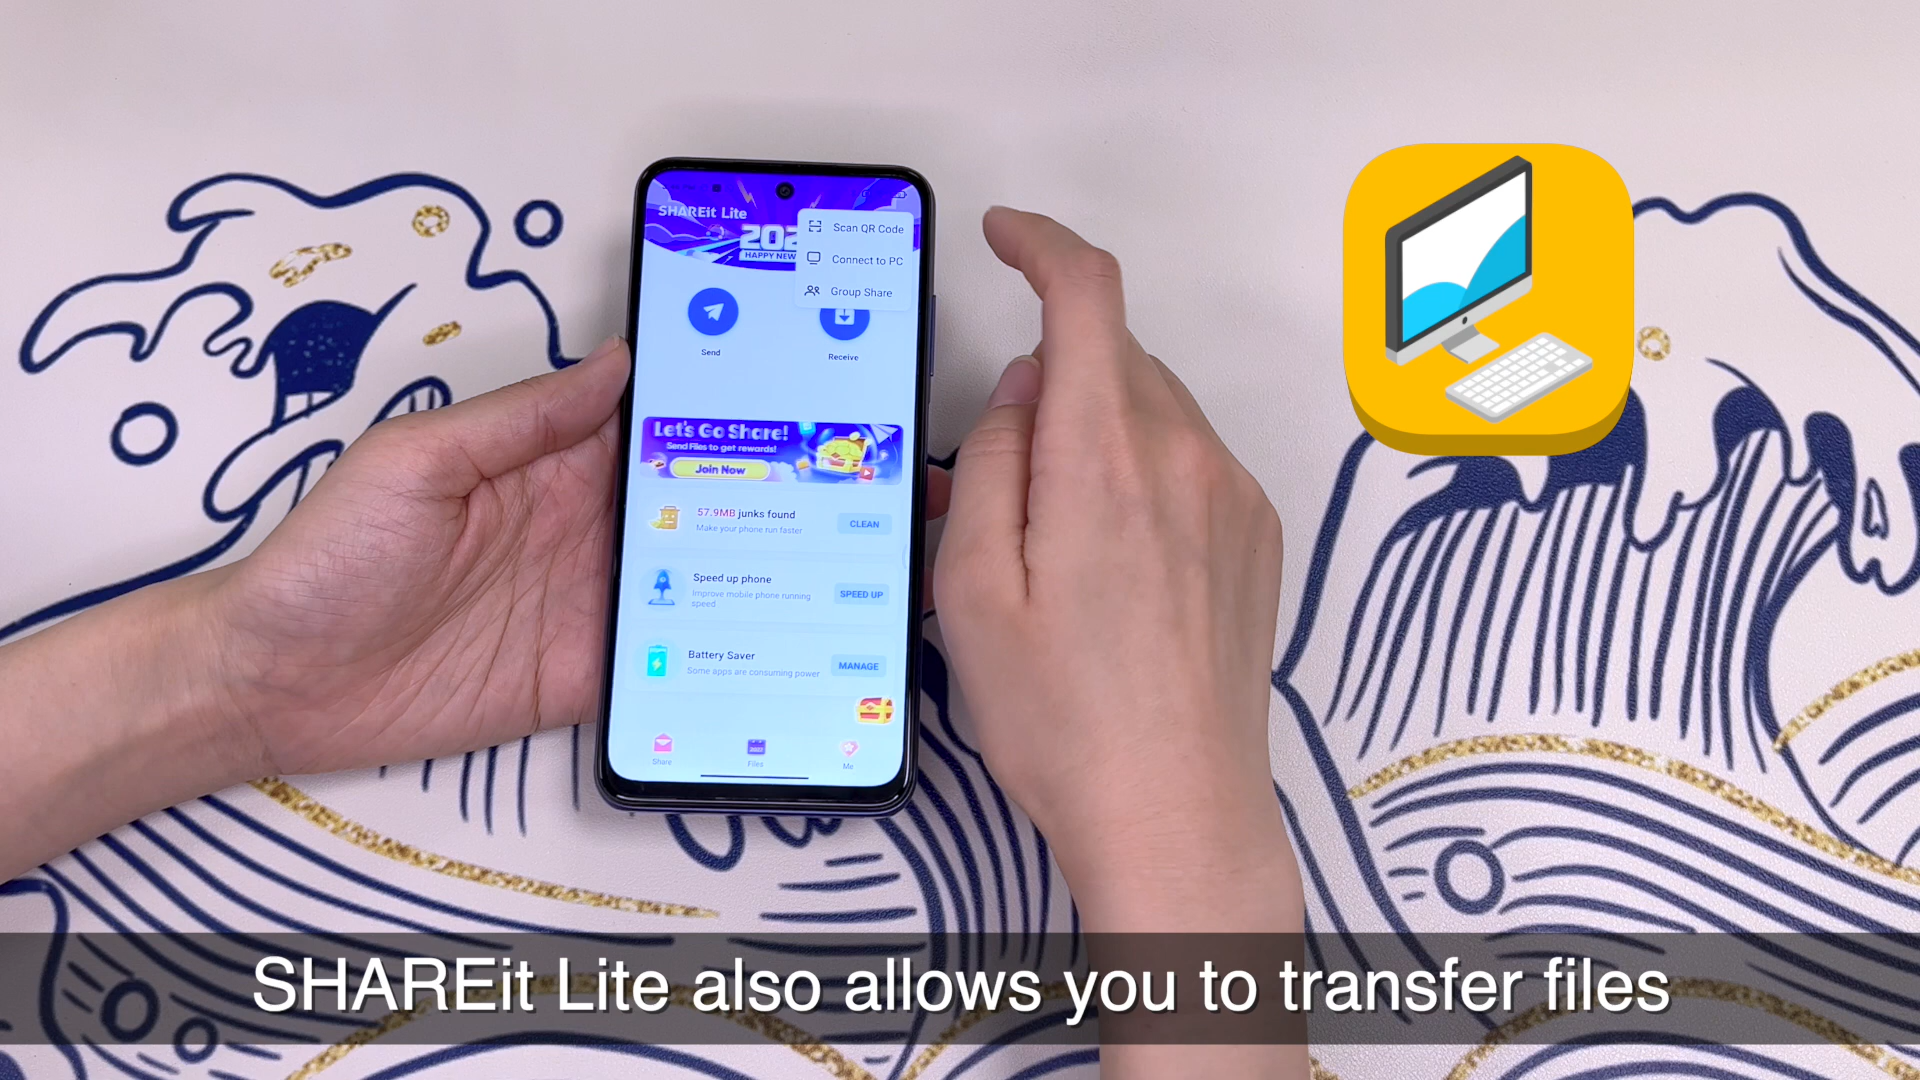 SHAREit Lite
Scan QR Code
HAPPY NEW
Connect to PC
Group Share
Send
Receive
Let's Go Share!
Send Files to get rewards!
Join Now
57.9MB junks found
Make your phone run faster
CLEAN
Speed up phone
Improve mobile phone running
speed
SPEED UP
Battery Saver
Some apps are consuming power
MANAGE
Share
Files
Me
SHAREit Lite also allows you to transfer files